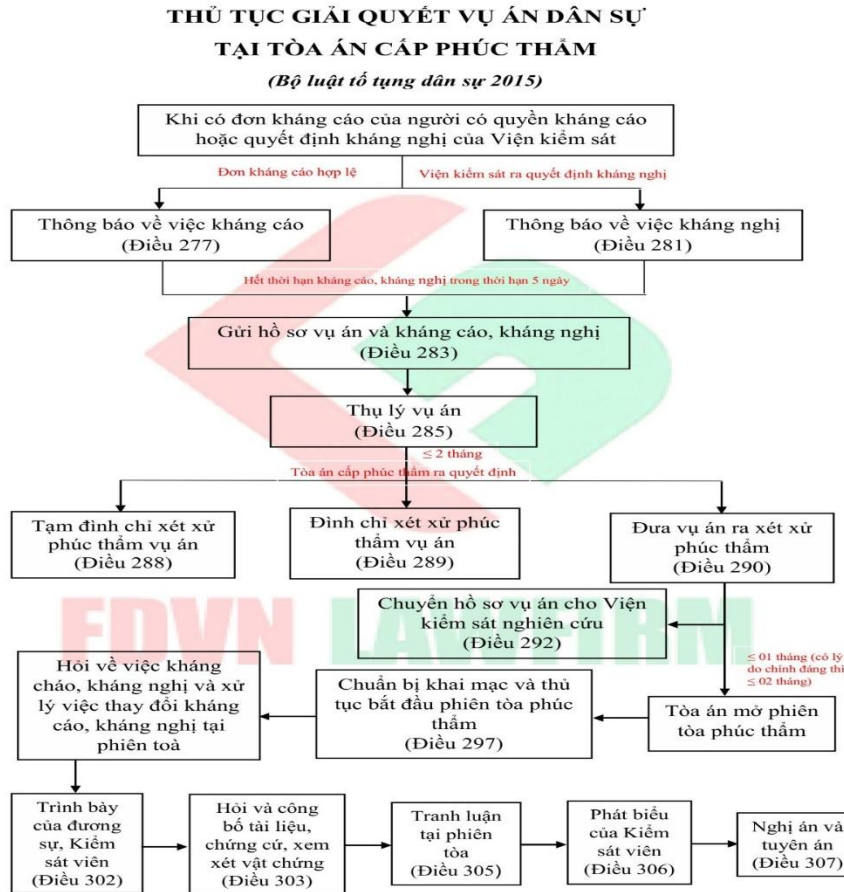 THỦ TỤC GIẢI QUYẾT VỤ ÁN DÂN SỰ
TẠI TÒA ÁN CẤP PHÚC THẨM
(Bộ luật tố tụng dân sự 2015)
Khi có đơn kháng cáo của người có quyền kháng cáo
hoặc quyết định kháng nghị của Viện kiểm sát
Đơn kháng cáo hợp lệ
Viện kiểm sát ra quyết định kháng nghị
Thông báo về việc kháng cáo
(Điều 277)
Thông báo về việc kháng nghị
(Điều 281)
Hết thời hạn kháng cáo, kháng nghị trong thời hạn 5 ngày
Gửi hồ sơ vụ án và kháng cáo, kháng nghị
(Điều 283)
Thụ lý vụ án
(Điều 285)
≤ 2 tháng
Tòa án cấp phúc thẩm ra quyết định
Tạm đình chỉ xét xử
phúc thẩm vụ án
(Điều 288)
Đình chỉ xét xử phúc
thẩm vụ án
(Điều 289)
Đưa vụ án ra xét xử
phúc thẩm
(Điều 290)
Chuyển hồ sơ vụ án cho Viện
kiểm sát nghiên cứu
(Điều 292)
FDVN LAWFIRM
≤ 01 tháng (có lý
do chính đáng thì
≤ 02 tháng)
Tòa án mở phiên
tòa phúc thẩm
Chuẩn bị khai mạc và thủ
tục bắt đầu phiên tòa phúc
thẩm
(Điều 297)
Hỏi về việc kháng
cháo, kháng nghị và xử
lý việc thay đổi kháng
cáo, kháng nghị tại
phiên toà
Trình bày
của đương
sự, Kiểm
sát viên
(Điều 302)
Hỏi và công
bố tài liệu,
chứng cứ, xem
xét vật chứng
(Điều 303)
Tranh luận
tại phiên
tòa
(Điều 305)
Phát biểu
của Kiểm
sát viên
(Điều 306)
Nghị án và
tuyên án
(Điều 307)